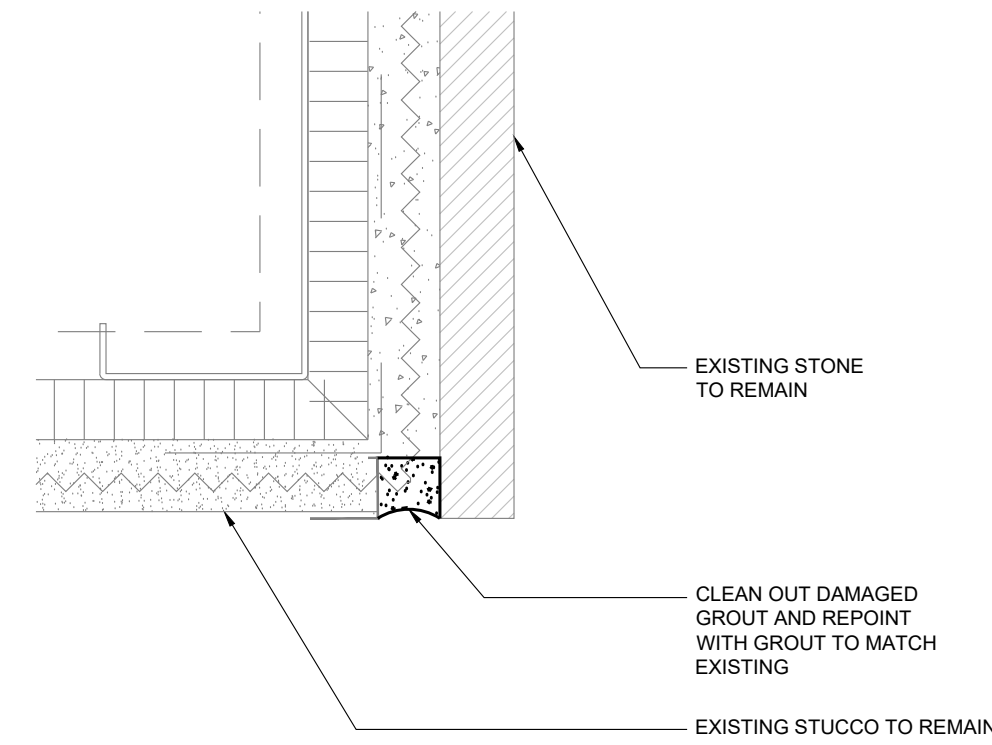 EXISTING STONE
TO REMAIN
CLEAN OUT DAMAGED
GROUT AND REPOINT
WITH GROUT TO MATCH
EXISTING
EXISTING STUCCO TO REMAIN